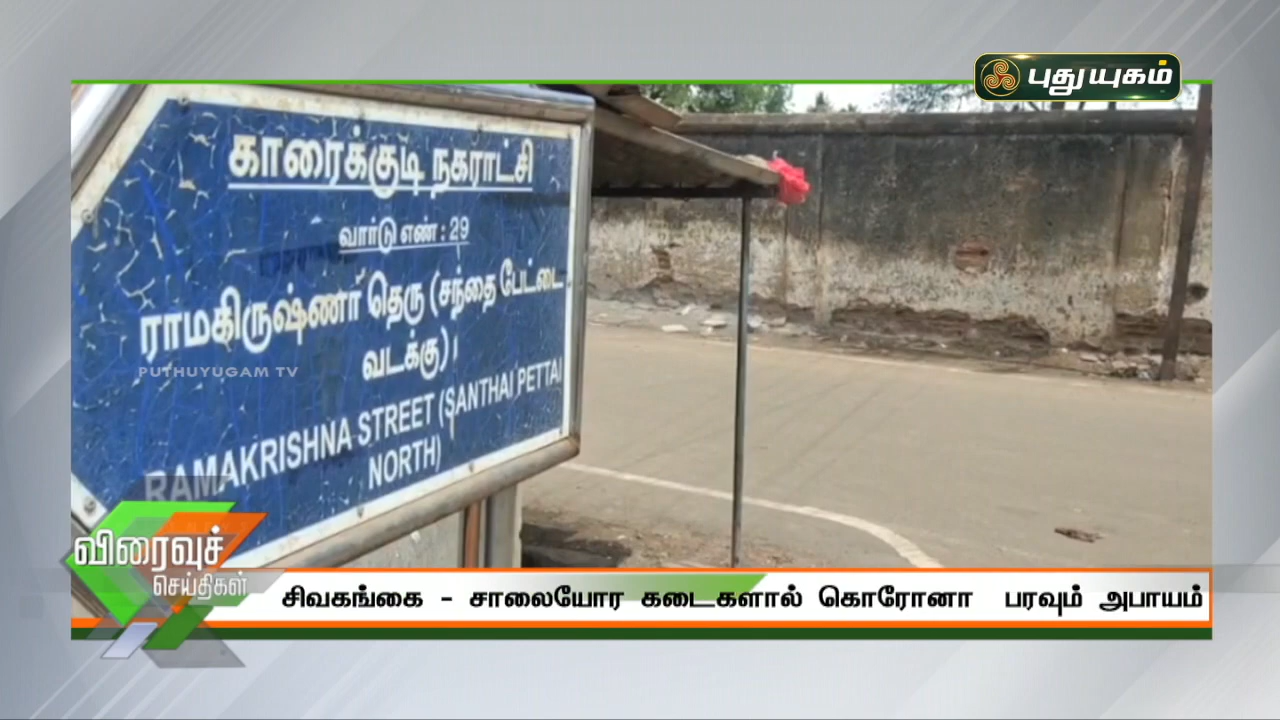 புதுயுகம்
காரைக்குடி நகராட்சி
வார்டு எண் : 29
ராமகிருஷ்ணா தெரு (சந்தை பேட்டை
வடக்கு)
PUTHUYUGAM TV
RAMAKRISHNA STREET (SANTHAI PETTAI
NORTH)
விரைவுச்
செய்திகள்
சிவகங்கை - சாலையோர கடைகளால் கொரோனா பரவும் அபாயம்